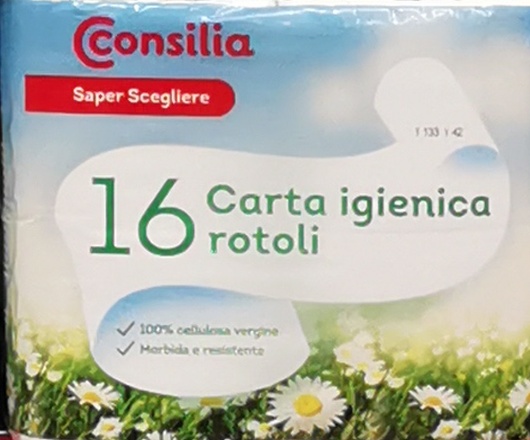 Consilia
Saper Scegliere
1 133 1 42
16 Carta igienica
rotoli
100% cellulosa vergine
Morbida e resistente